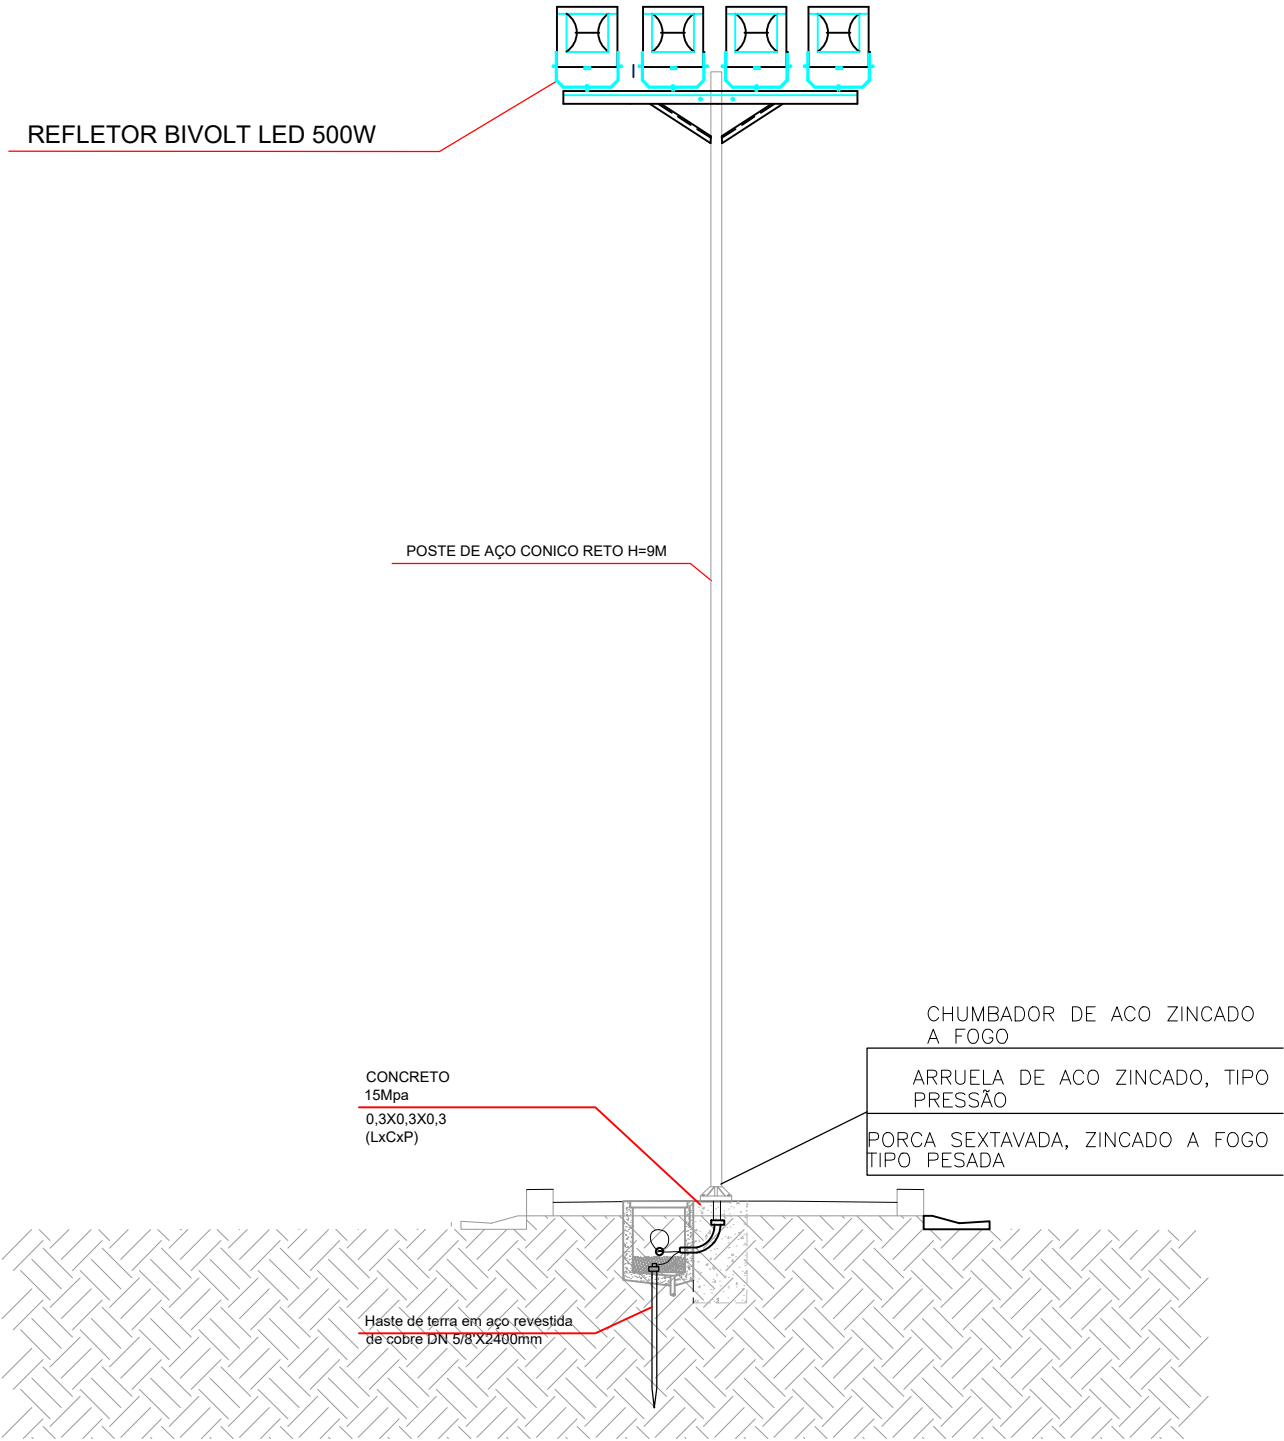 REFLETOR BIVOLT LED 500W
POSTE DE AÇO CONICO RETO H=9M
CHUMBADOR DE ACO ZINCADO
A FOGO
ARRUELA DE ACO ZINCADO, TIPO
PRESSÃO
PORCA SEXTAVADA, ZINCADO A FOGO
TIPO PESADA
CONCRETO
15Mpa
0,3X0,3X0,3
(LxCxP)
Haste de terra em aço revestida
de cobre DN 5/8'X2400mm